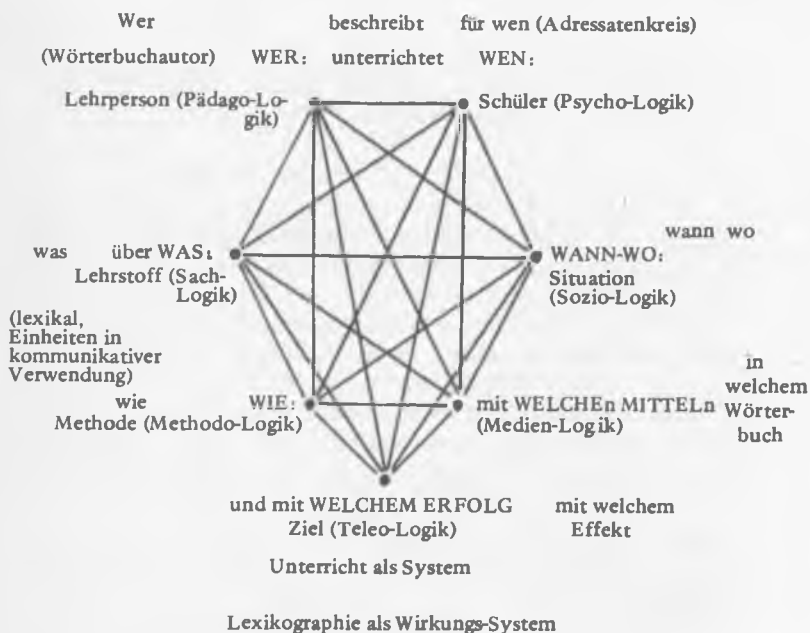 Wer beschreibt für wen (Adressatenkreis)
(Wörterbuchautor) WER: unterrichtet WEN:
Lehrperson (Pädago-Lo-
gik)
Schüler (Psycho-Logik)
wann wo
was über WAS:
Lehrstoff (Sach-
Logik)
WANN-WO:
Situation
(Sozio-Logik)
(lexikal,
Einheiten in
kommunikativer
Verwendung)
wie WIE:
Methode (Methodo-Logik)
mit WELCHEn MITTELn
(Medien-Logik)
in
welchem
Wörter-
buch
und mit WELCHEM ERFOLG mit welchem
Ziel (Teleo-Logik) Effekt
Unterricht als System
Lexikographie als Wirkungs-System